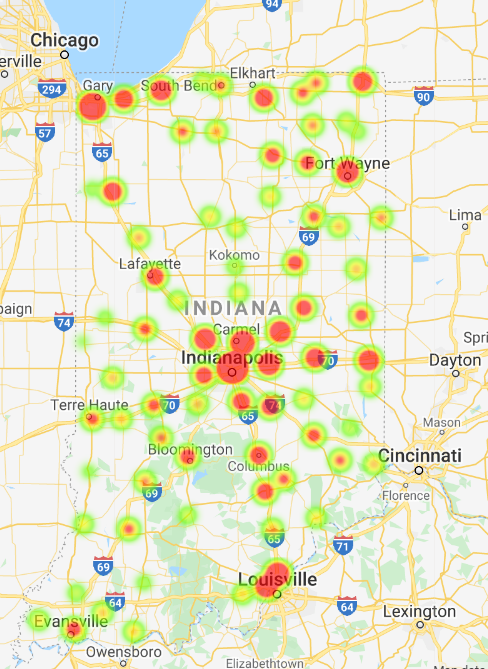 94
Chicago
erville
Gary
South Bend
Elkhart
294
90
57
65
Fort Wayne
Lima
69
Kokomo
Lafayette
INDIANA
paign
74
Carmel
Spri
Indianapolis
70
Dayton
Terre Haute
70
74
65
Mason
Bloomington
Columbus
Cincinnati
69
Florence
65
71
69
Louisville
64
64
Evansville
Lexington
Owensboro
Elizabethtown